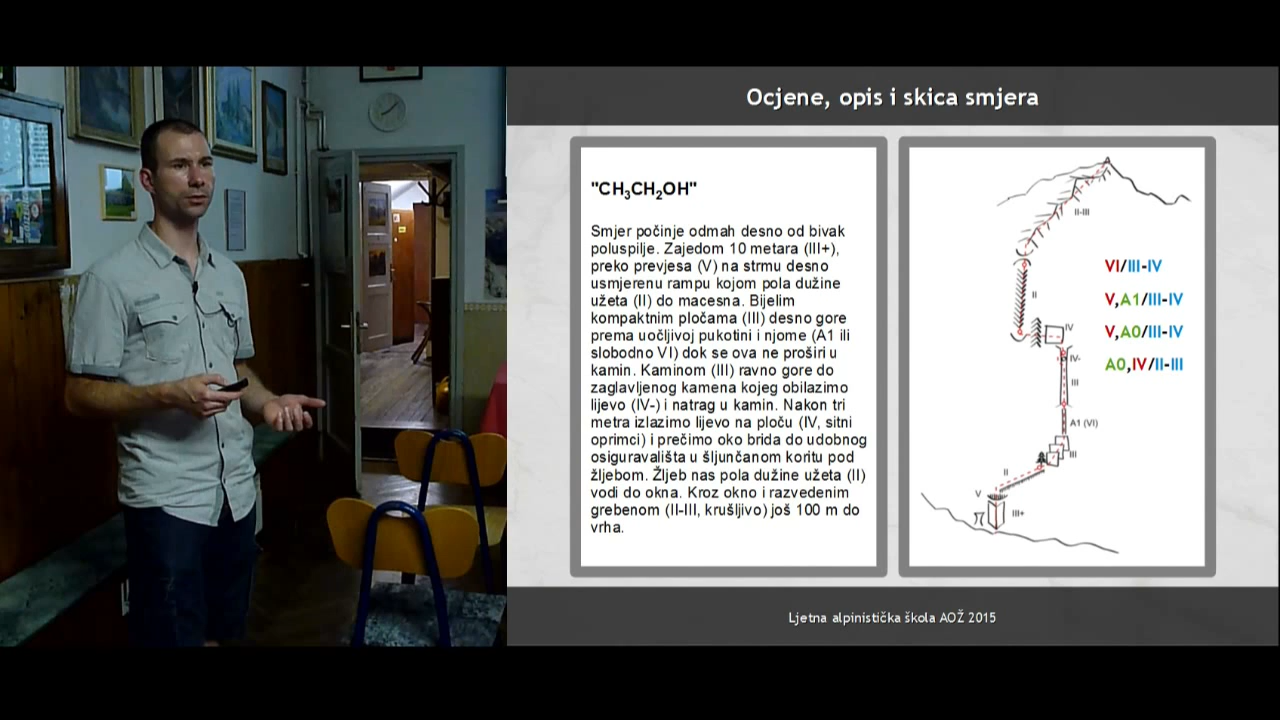 Ocjene, opis i skica smjera
"CH₃CH₂OH"
Smjer počinje odmah desno od bivak
poluspilje. Zajedom 10 metara (III+),
preko prevjesa (V) na strmu desno
usmjerenu rampu kojom pola dužine
užeta (II) do macesna. Bijelim
kompaktnim pločama (III) desno gore
prema uočljivoj pukotini i njome (A1 ili
slobodno VI) dok se ova ne proširi u
kamin. Kaminom (III) ravno gore do
zaglavljenog kamena kojeg obilazimo
lijevo (IV-) i natrag u kamin. Nakon tri
metra izlazimo lijevo na ploču (IV, sitni
oprimci) i prečimo oko brida do udobnog
osiguravališta u šljunčanom koritu pod
žljebom. Žljeb nas pola dužine užeta (II)
vodi do okna. Kroz okno i razvedenim
grebenom (II-III, krušljivo) još 100 m do
vrha.
II-III
VI/III-IV
II
V,A1/III-IV
IV
V,A0/III-IV
IV-
A0,IV/II-III
III
A1 (VI)
III
II
V
III+
Ljetna alpinistička škola AOŽ 2015